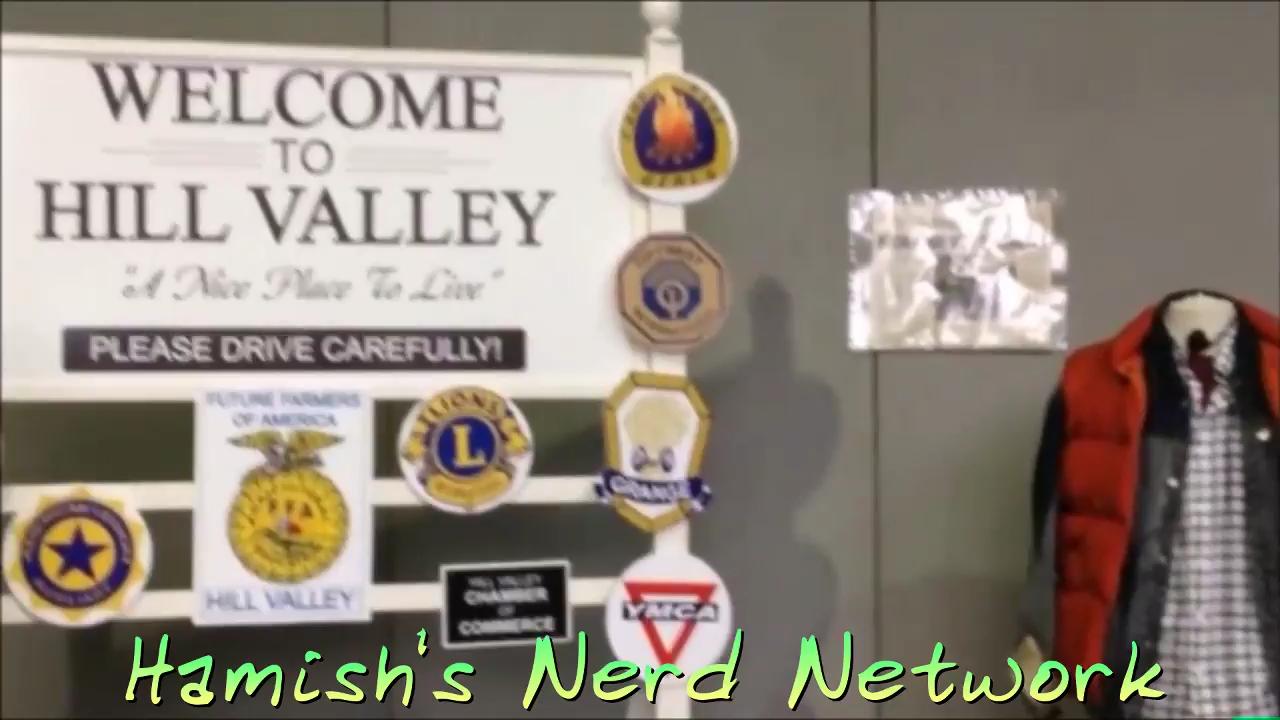 WELCOME
TO
HILL VALLEY
"A Nice Place To Live"
PLEASE DRIVE CAREFULLY!
FUTURE FARMERS
OF AMERICA
FFA
HILL VALLEY
LIONS
L
GRANGE
HILL VALLEY
CHAMBER
OF
COMMERCE
YMCA
Hamish's Nerd Network